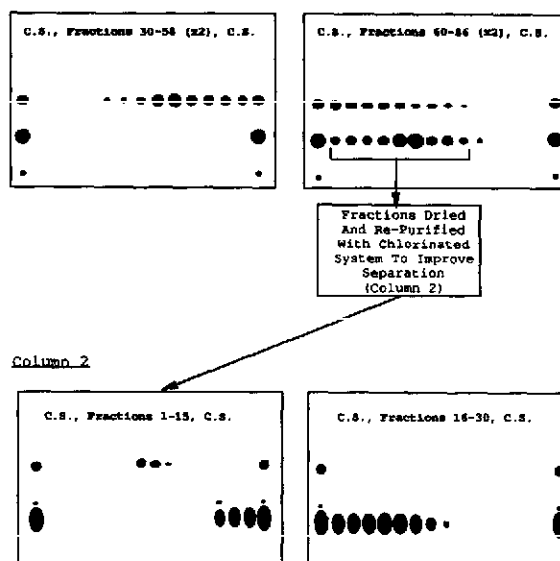 C.S., Fractions 30-58 (x2), C.S.
C.S., Fractions 60-86 (x2), C.S.
Fractions Dried
And Re-Purified
With Chlorinated
System To Improve
Separation
(Column 2)
Column 2
C.S., Fractions 1-15, C.S.
C.S., Fractions 16-30, C.S.